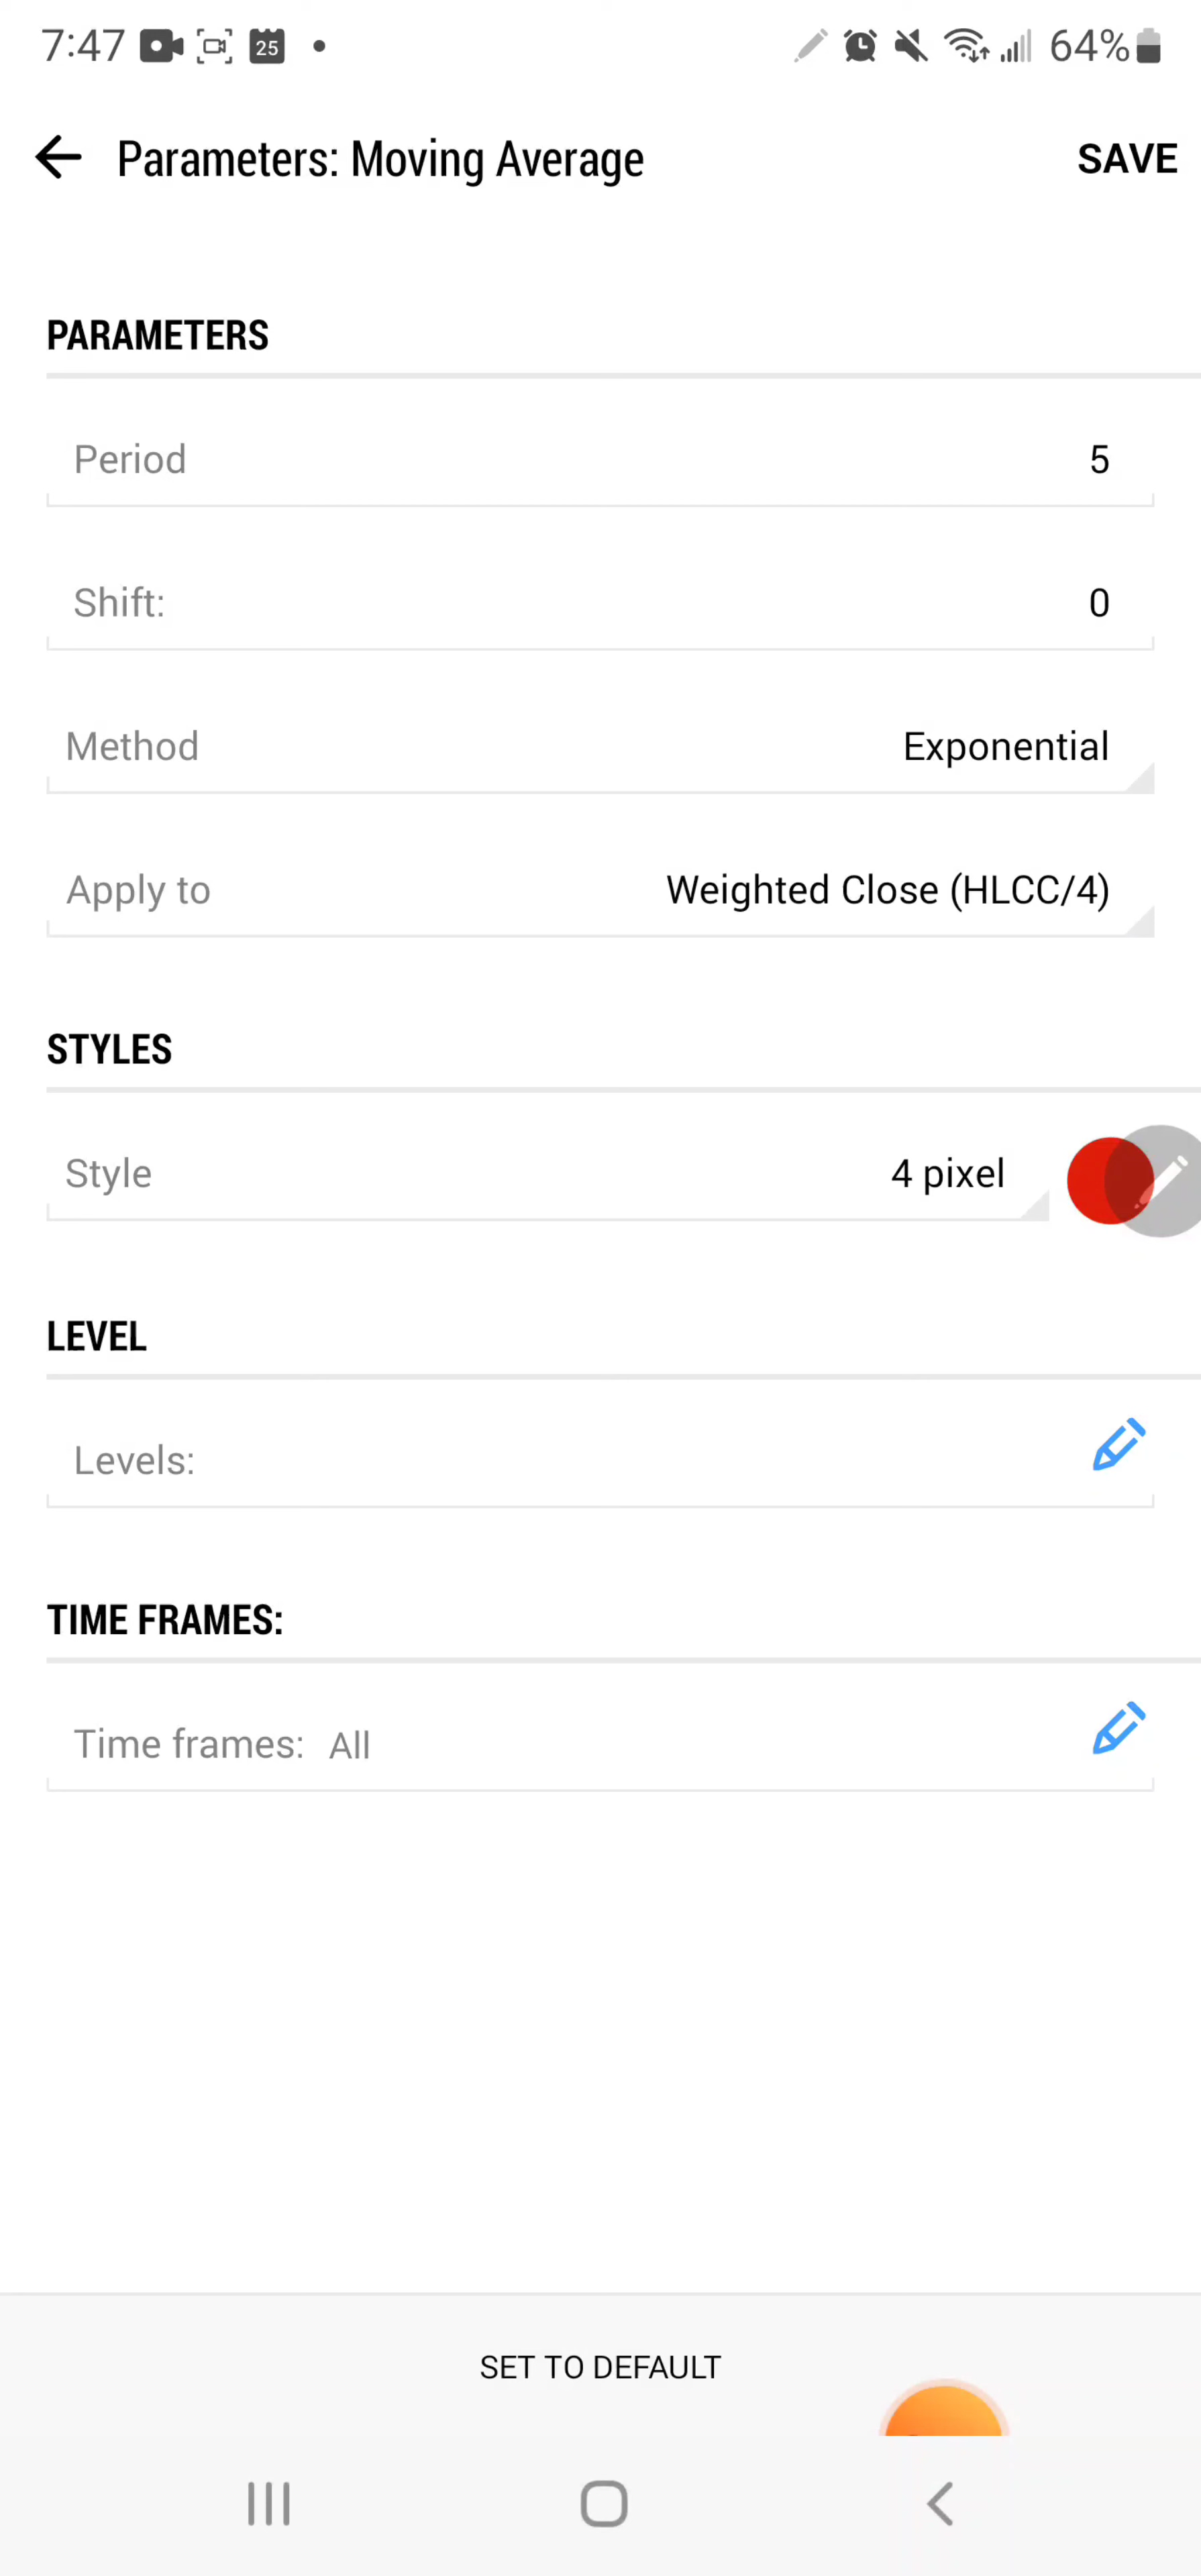 7:47 25 64%
Parameters: Moving Average SAVE
PARAMETERS
Period 5
Shift: 0
Method Exponential
Apply to Weighted Close (HLCC/4)
STYLES
Style 4 pixel
LEVEL
Levels:
TIME FRAMES:
Time frames: All
SET TO DEFAULT